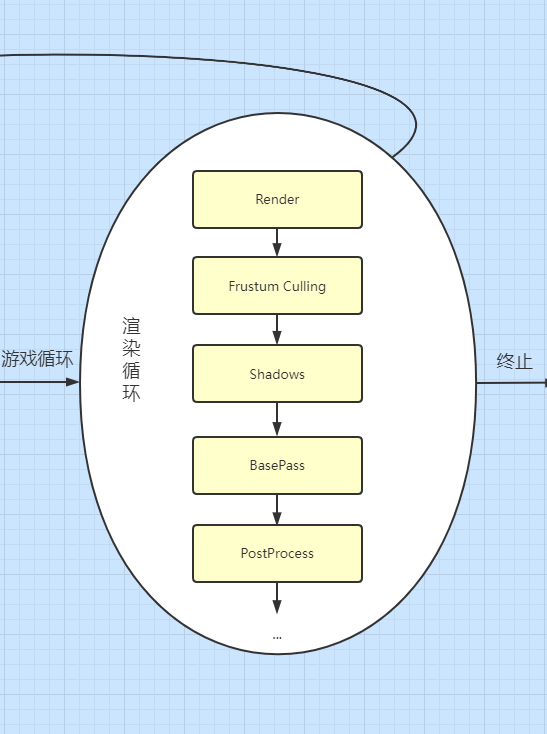 Render
Frustum Culling
渲染循环
游戏循环
Shadows
终止
BasePass
PostProcess
...